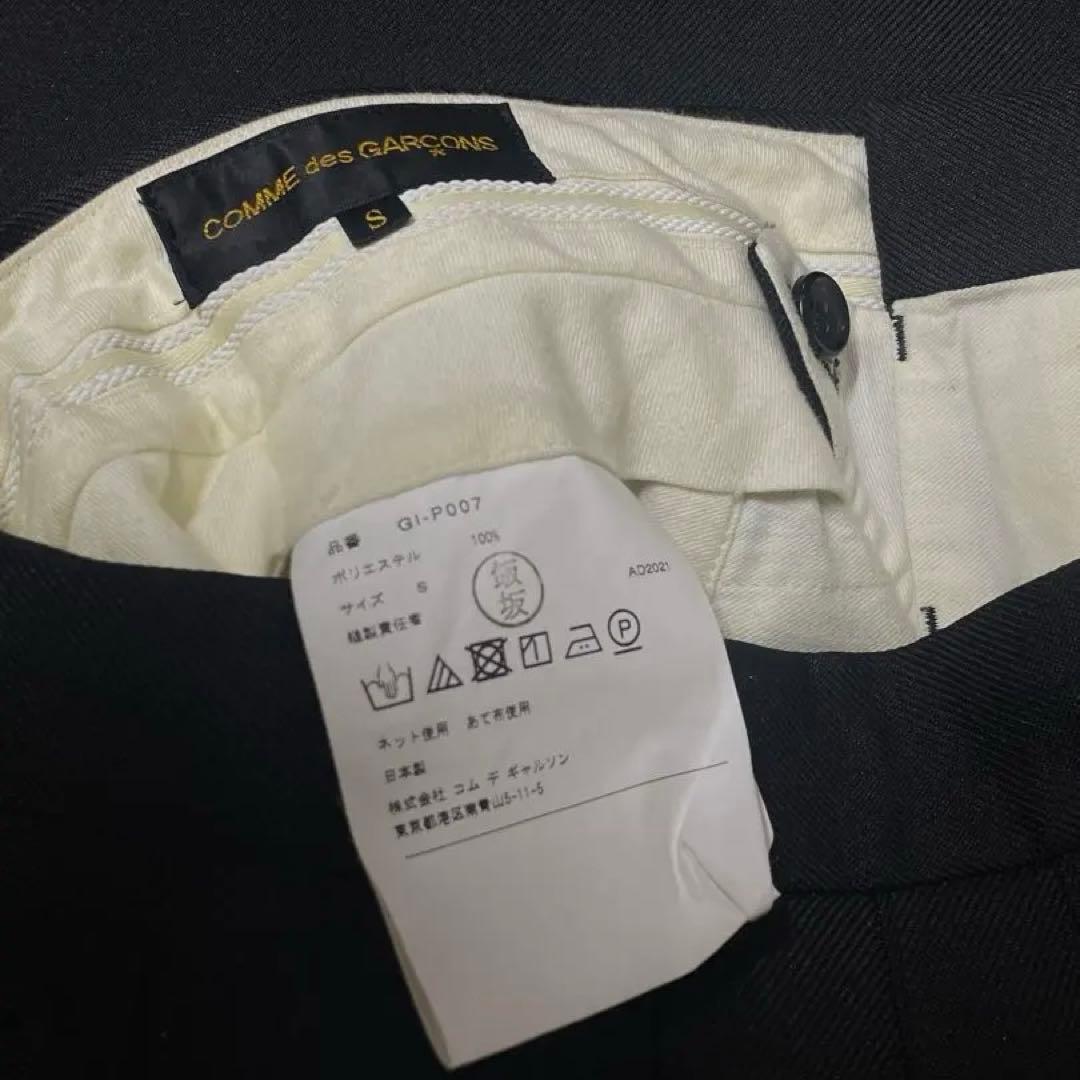 COMME des GARÇONS
S
品番 GI-P007
ポリエステル 100%
サイズ S
AD2021
縫製責任者 飯坂
P
ネット使用 あて布使用
日本製
株式会社 コム デ ギャルソン
東京都港区南青山5-11-5